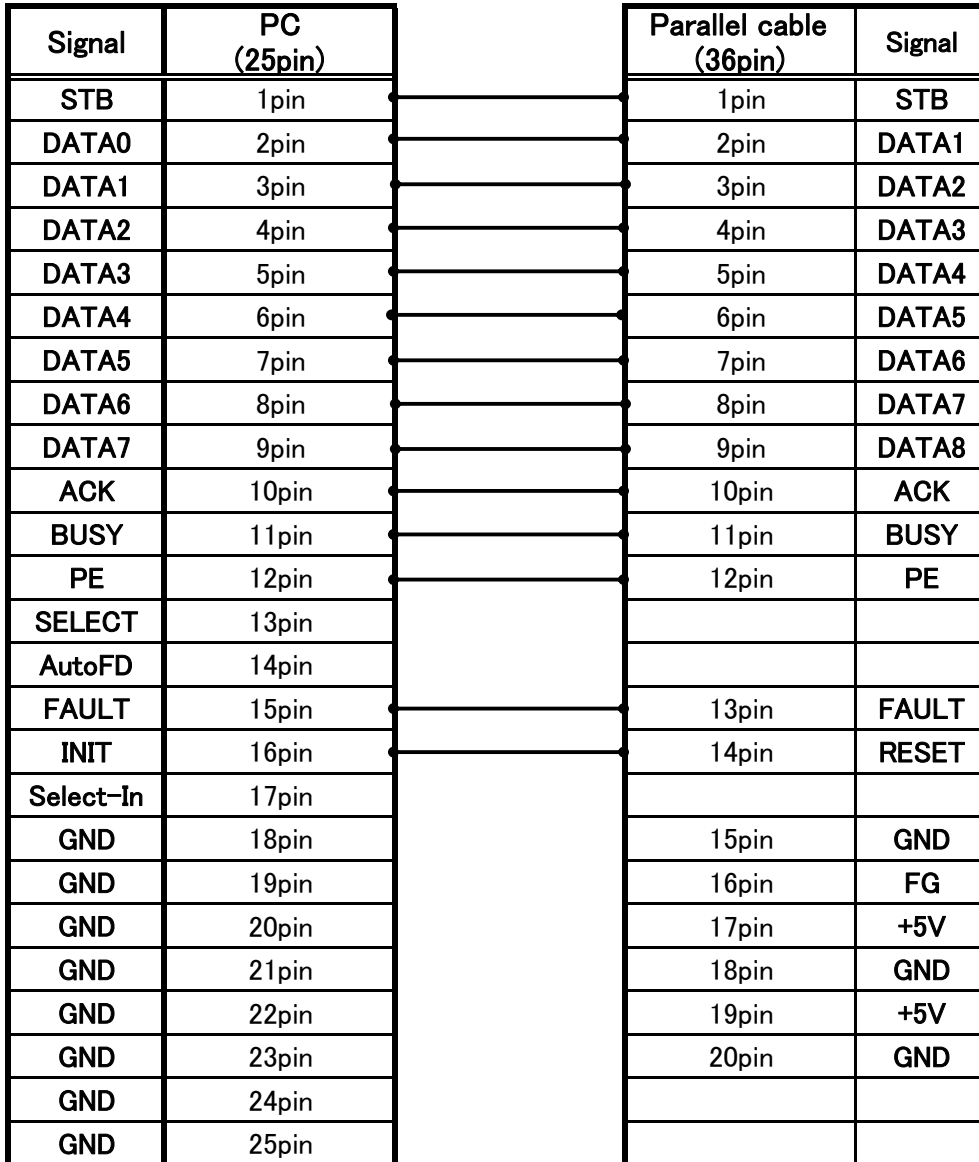 Signal PC (25pin) Parallel cable (36pin) Signal
STB 1pin 1pin STB
DATA0 2pin 2pin DATA1
DATA1 3pin 3pin DATA2
DATA2 4pin 4pin DATA3
DATA3 5pin 5pin DATA4
DATA4 6pin 6pin DATA5
DATA5 7pin 7pin DATA6
DATA6 8pin 8pin DATA7
DATA7 9pin 9pin DATA8
ACK 10pin 10pin ACK
BUSY 11pin 11pin BUSY
PE 12pin 12pin PE
SELECT 13pin
AutoFD 14pin
FAULT 15pin 13pin FAULT
INIT 16pin 14pin RESET
Select-In 17pin
GND 18pin 15pin GND
GND 19pin 16pin FG
GND 20pin 17pin +5V
GND 21pin 18pin GND
GND 22pin 19pin +5V
GND 23pin 20pin GND
GND 24pin
GND 25pin